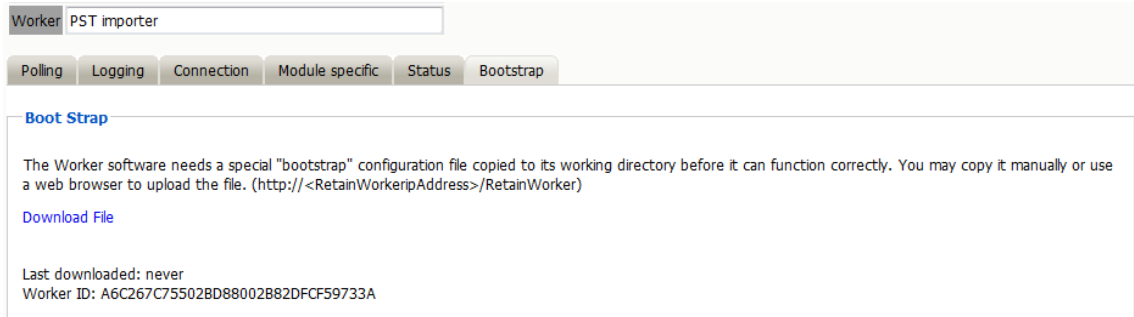 Worker PST importer
Polling Logging Connection Module specific Status Bootstrap
Boot Strap
The Worker software needs a special "bootstrap" configuration file copied to its working directory before it can function correctly. You may copy it manually or use
a web browser to upload the file. (http://<RetainWorkeripAddress>/RetainWorker)
Download File
Last downloaded: never
Worker ID: A6C267C75502BD88002B82DFCF59733A